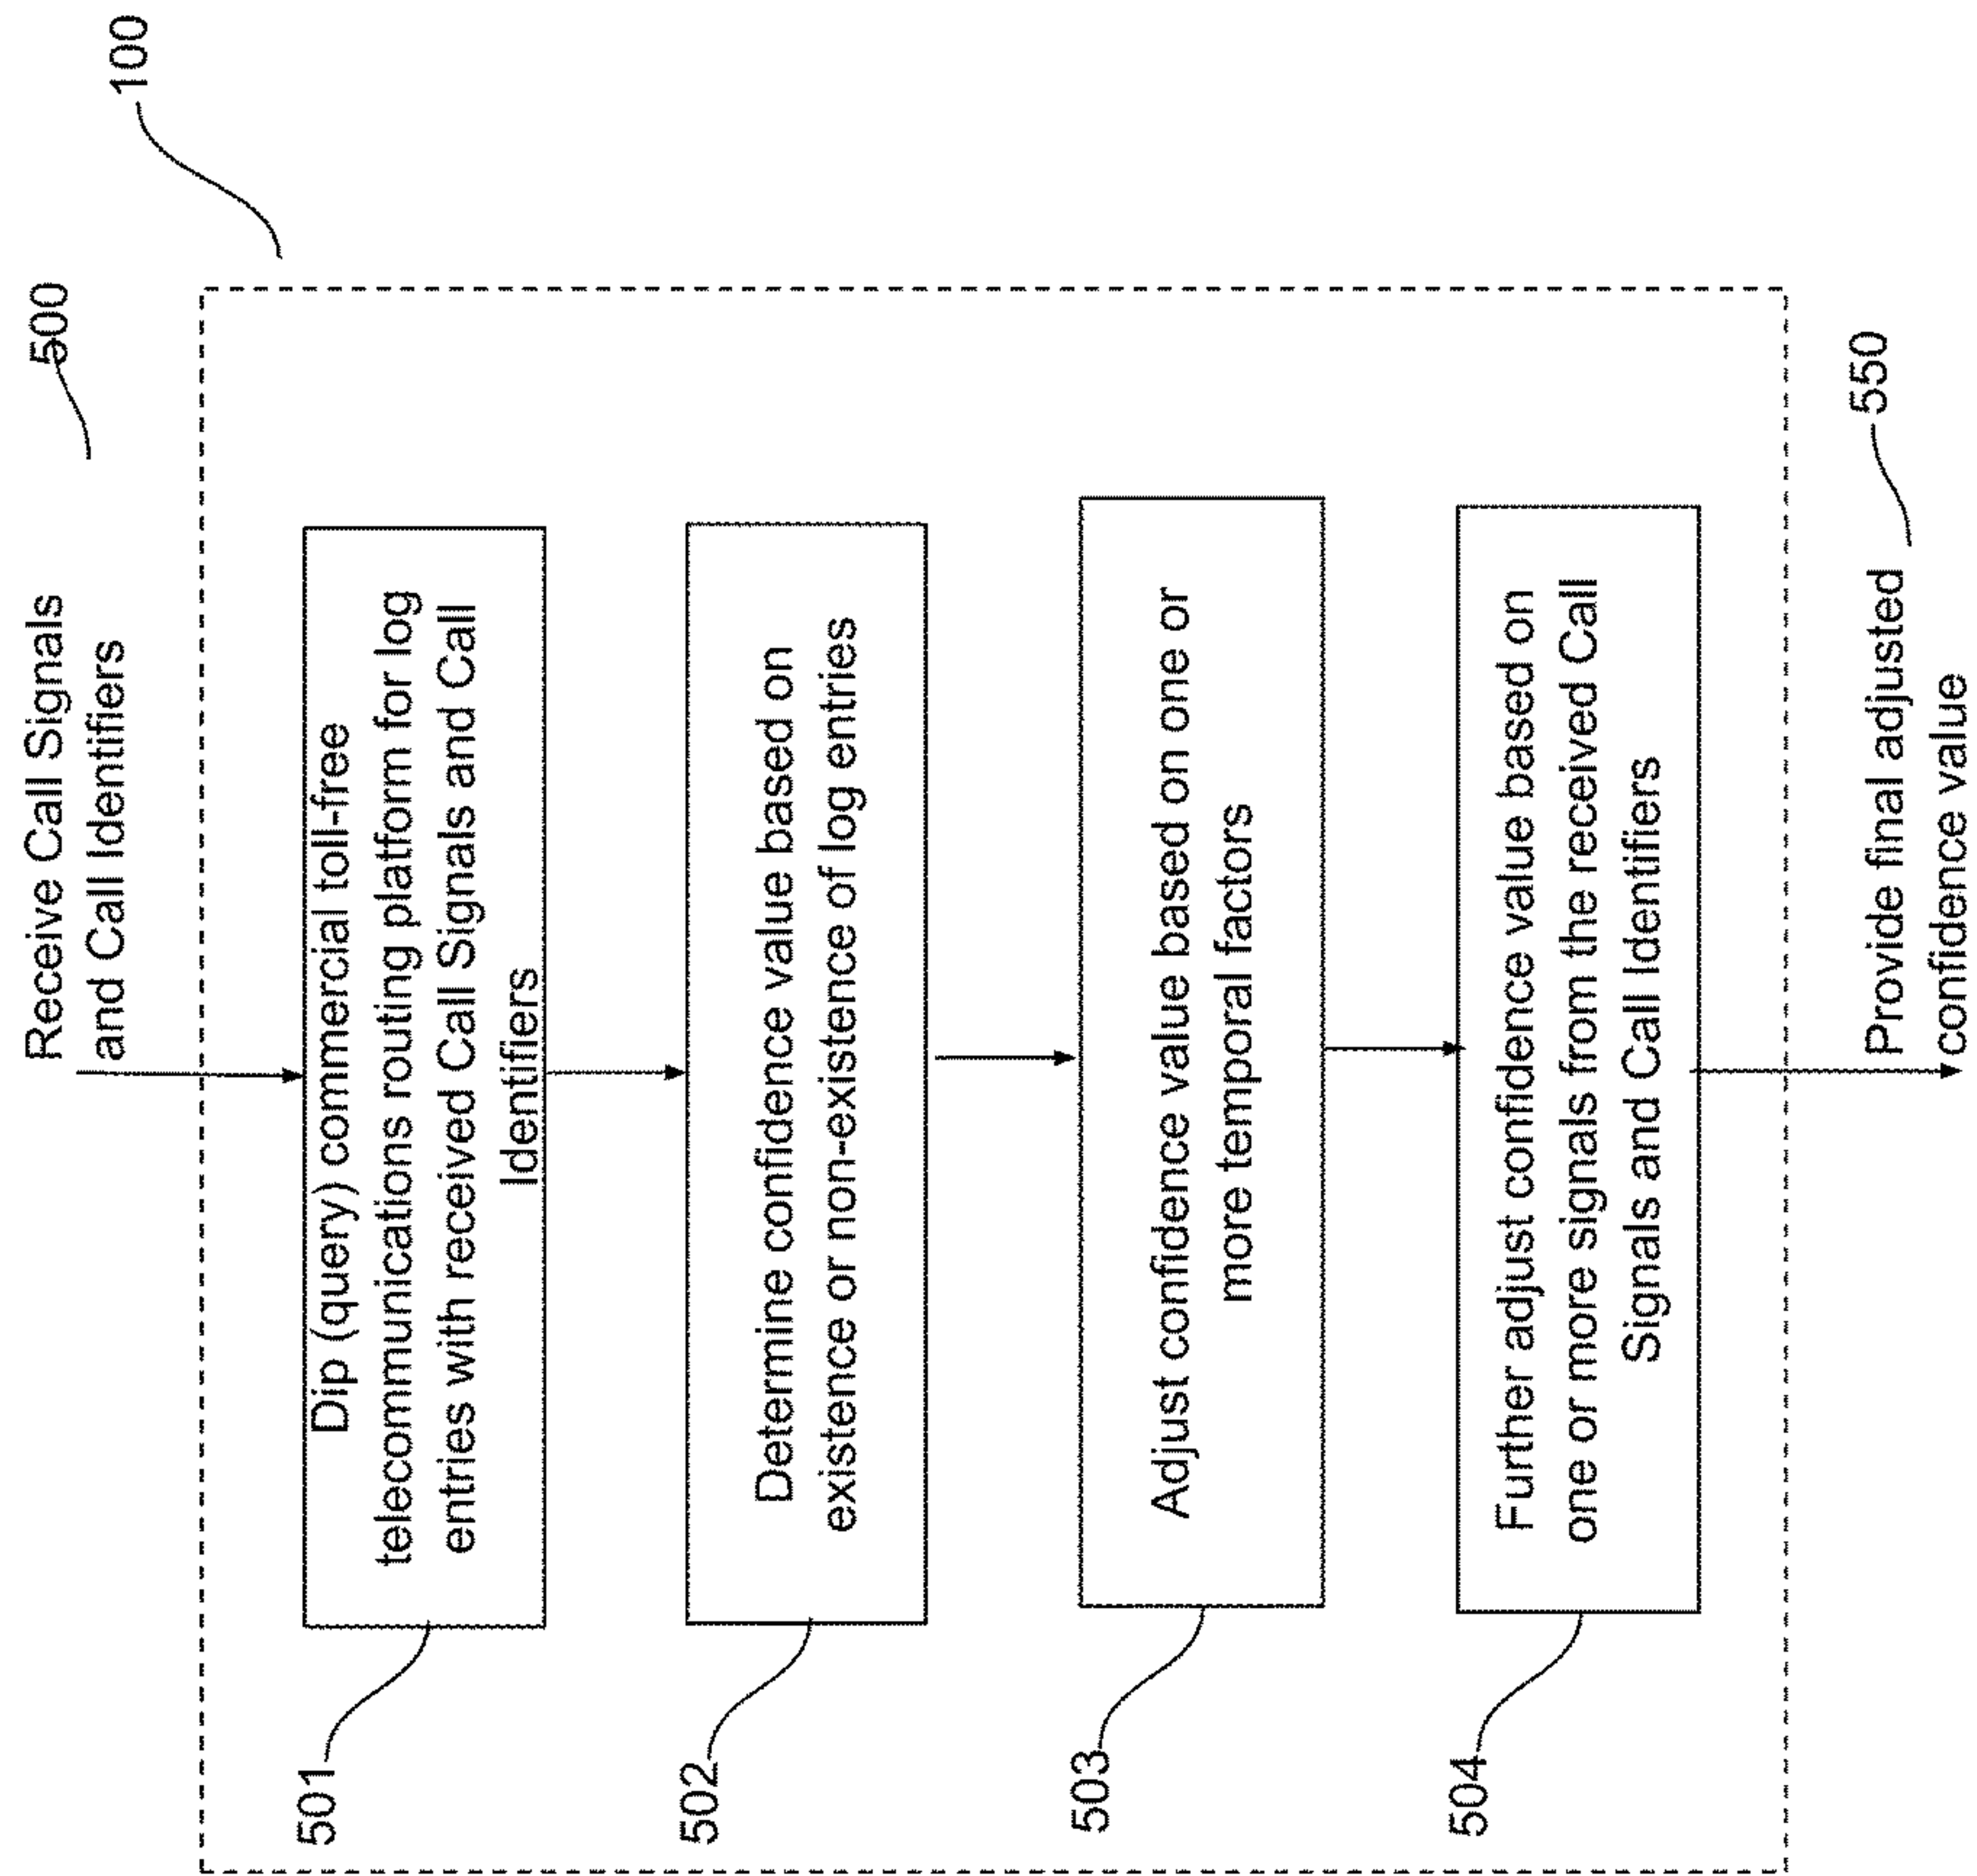 100
500
Receive Call Signals
and Call Identifiers
Dip (query) commercial toll-free
telecommunications routing platform for log
entries with received Call Signals and Call
Identifiers
501
Determine confidence value based on
existence or non-existence of log entries
502
Adjust confidence value based on one or
more temporal factors
503
Further adjust confidence value based on
one or more signals from the received Call
Signals and Call Identifiers
504
550
Provide final adjusted
confidence value